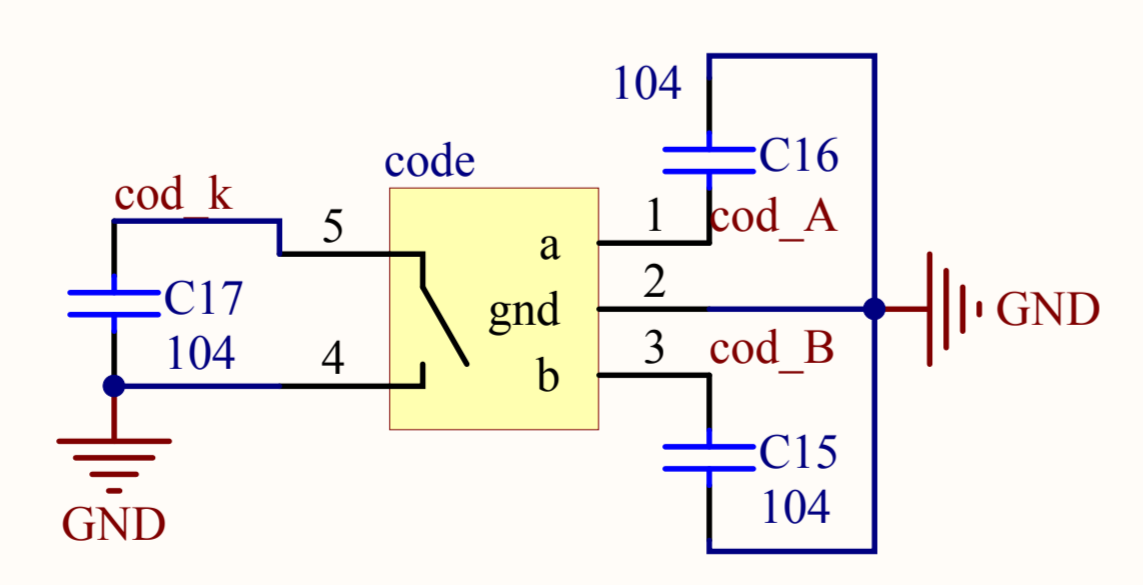 104
C16
code
cod_k
5
1
cod_A
a
2
C17
gnd
GND
104
4
3
cod_B
b
C15
104
GND